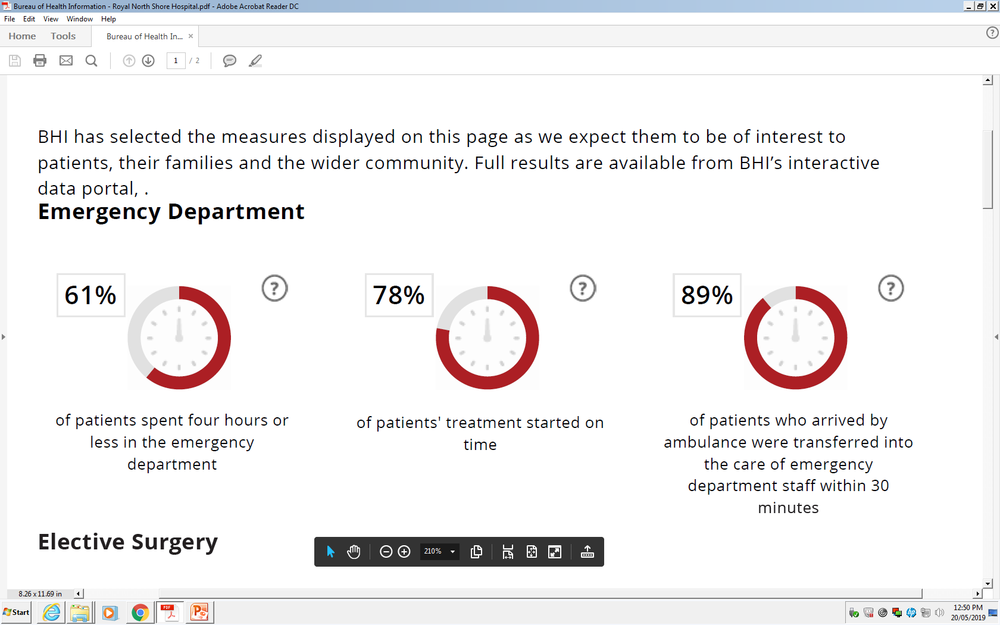 Bureau of Health Information - Royal North Shore Hospital.pdf - Adobe Acrobat Reader DC
File Edit View Window Help
Home Tools Bureau of Health In... ×
?
1 / 2
BHI has selected the measures displayed on this page as we expect them to be of interest to
patients, their families and the wider community. Full results are available from BHI’s interactive
data portal, .
Emergency Department
61%
?
of patients spent four hours or
less in the emergency
department
78%
?
of patients' treatment started on
time
89%
?
of patients who arrived by
ambulance were transferred into
the care of emergency
department staff within 30
minutes
Elective Surgery
210%
8.26 x 11.69 in
Start
PDF
12:50 PM
20/05/2019